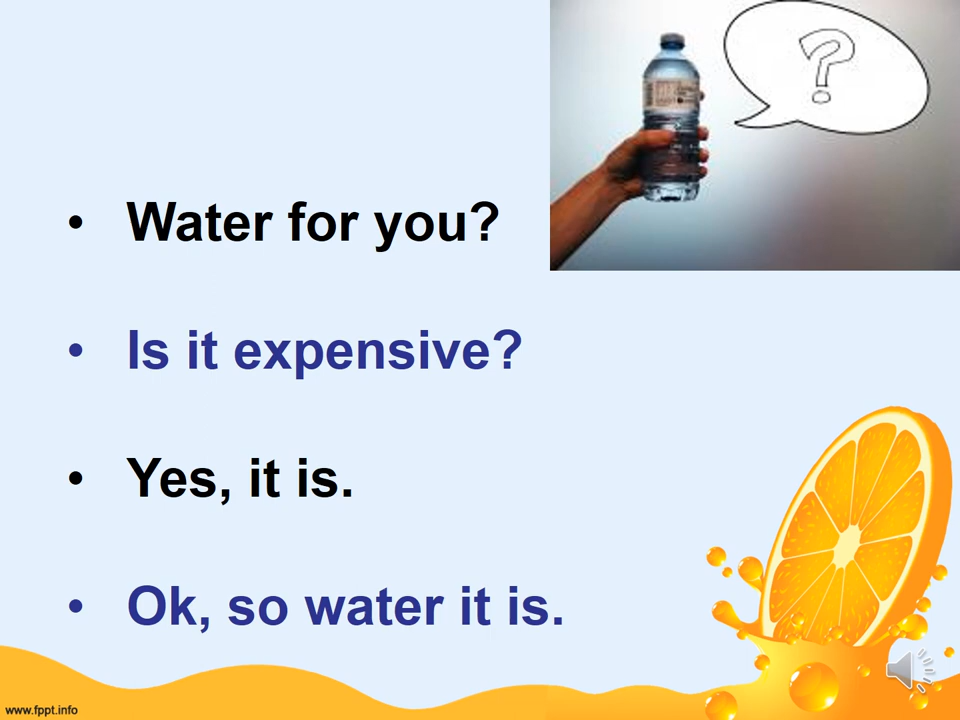 ?
• Water for you?
• Is it expensive?
• Yes, it is.
• Ok, so water it is.
www.fppt.info